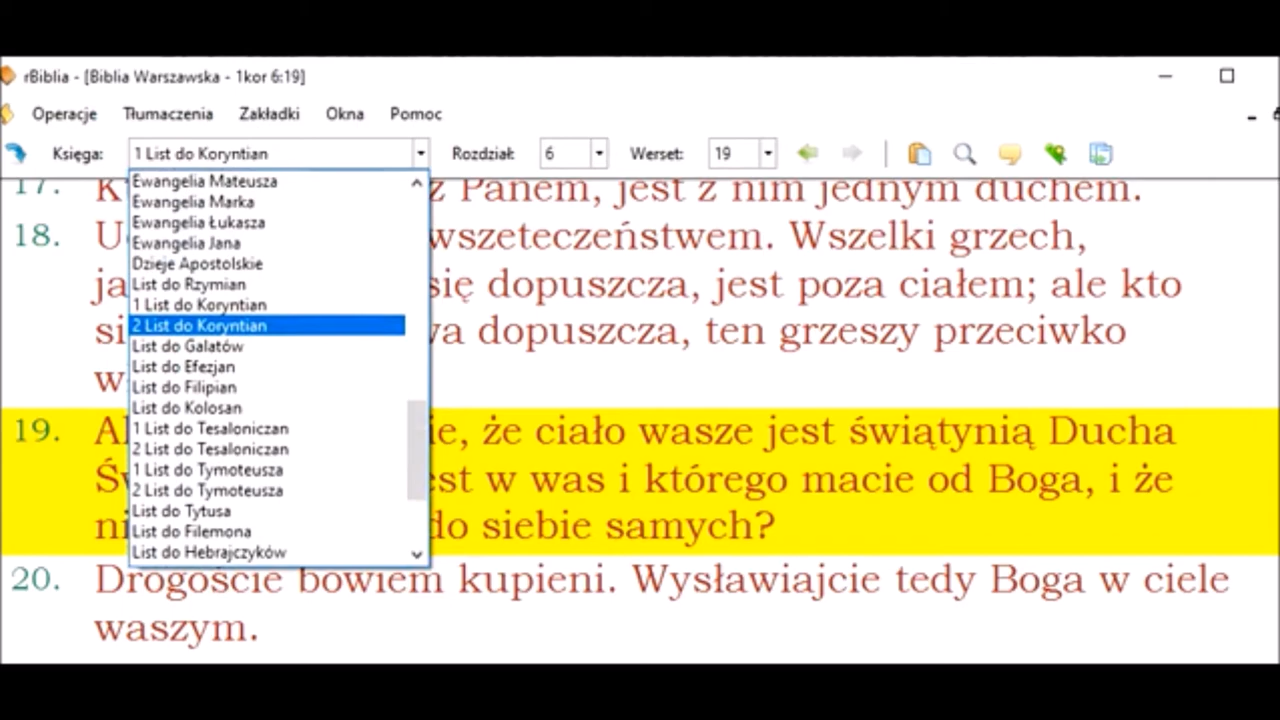 rBiblia - [Biblia Warszawska - 1kor 6:19]
Operacje Tłumaczenia Zakładki Okna Pomoc
Księga: 1 List do Koryntian Rozdział: 6 Werset: 19
Ewangelia Mateusza
Ewangelia Marka
Ewangelia Łukasza
Ewangelia Jana
Dzieje Apostolskie
List do Rzymian
1 List do Koryntian
2 List do Koryntian
List do Galatów
List do Efezjan
List do Filipian
List do Kolosan
1 List do Tesaloniczan
2 List do Tesaloniczan
1 List do Tymoteusza
2 List do Tymoteusza
List do Tytusa
List do Filemona
List do Hebrajczyków
17. z Panem, jest z nim jednym duchem.
18. wszeteczeństwem. Wszelki grzech,
się dopuszcza, jest poza ciałem; ale kto
dopuszcza, ten grzeszy przeciwko
19. że ciało wasze jest świątynią Ducha
w was i którego macie od Boga, i że
do siebie samych?
20. Drogoście bowiem kupieni. Wysławiajcie tedy Boga w ciele
waszym.